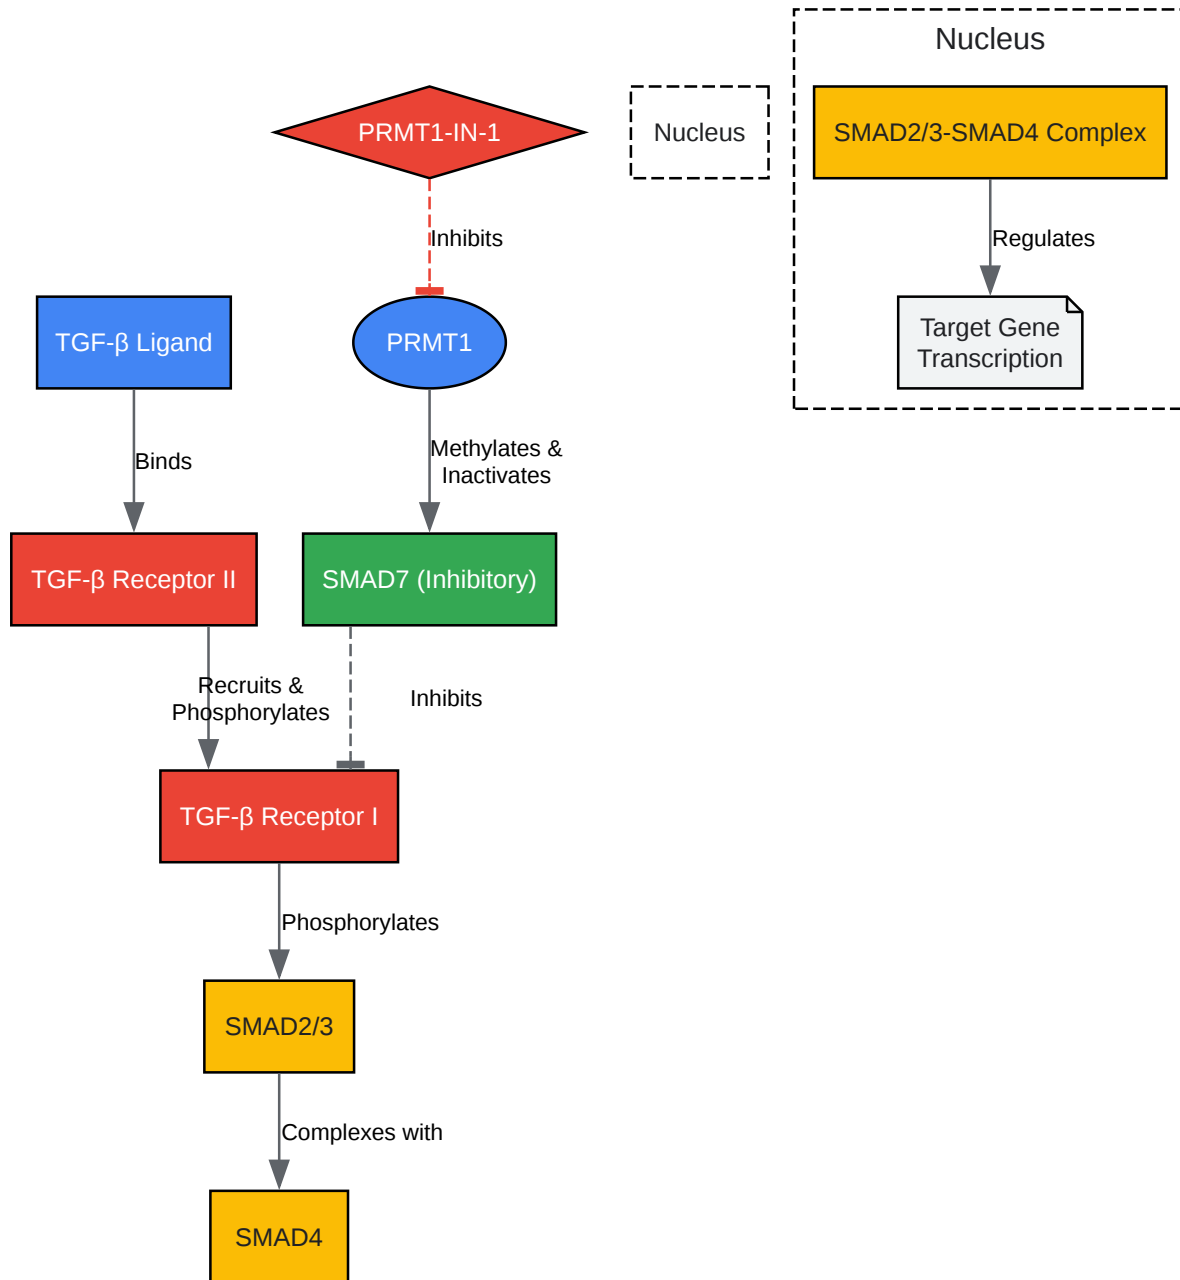 Nucleus
PRMT1-IN-1
Nucleus
SMAD2/3-SMAD4 Complex
Inhibits
Regulates
TGF-β Ligand
PRMT1
Target Gene
Transcription
Binds
Methylates &
Inactivates
TGF-β Receptor II
SMAD7 (Inhibitory)
Recruits &
Phosphorylates
Inhibits
TGF-β Receptor I
Phosphorylates
SMAD2/3
Complexes with
SMAD4